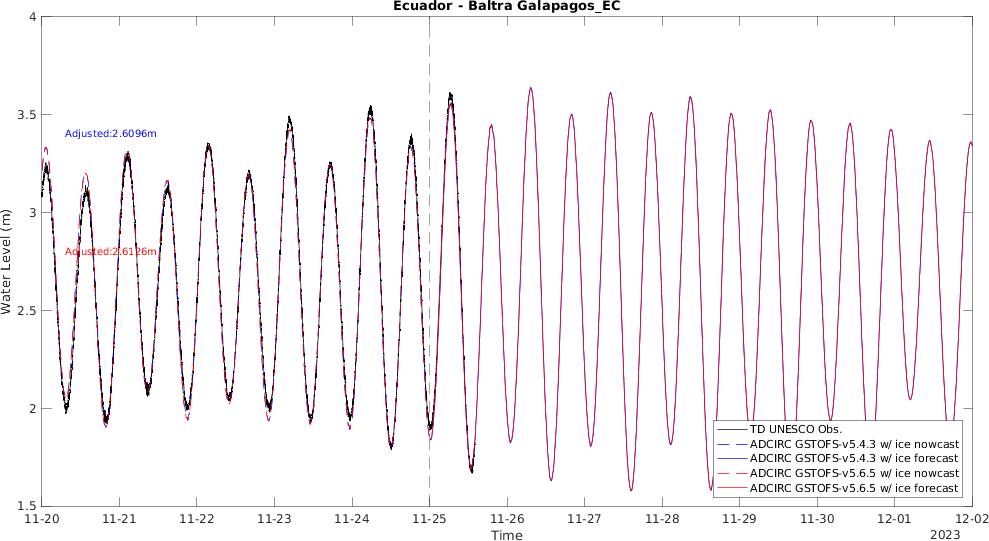 Ecuador - Baltra Galapagos_EC
4
3.5
3
2.5
2
1.5
Water Level (m)
Adjusted:2.6096m
Adjusted:2.6126m
TD UNESCO Obs.
ADCIRC GSTOFS-v5.4.3 w/ ice nowcast
ADCIRC GSTOFS-v5.4.3 w/ ice forecast
ADCIRC GSTOFS-v5.6.5 w/ ice nowcast
ADCIRC GSTOFS-v5.6.5 w/ ice forecast
11-20 11-21 11-22 11-23 11-24 11-25 11-26 11-27 11-28 11-29 11-30 12-01 12-02
Time
2023